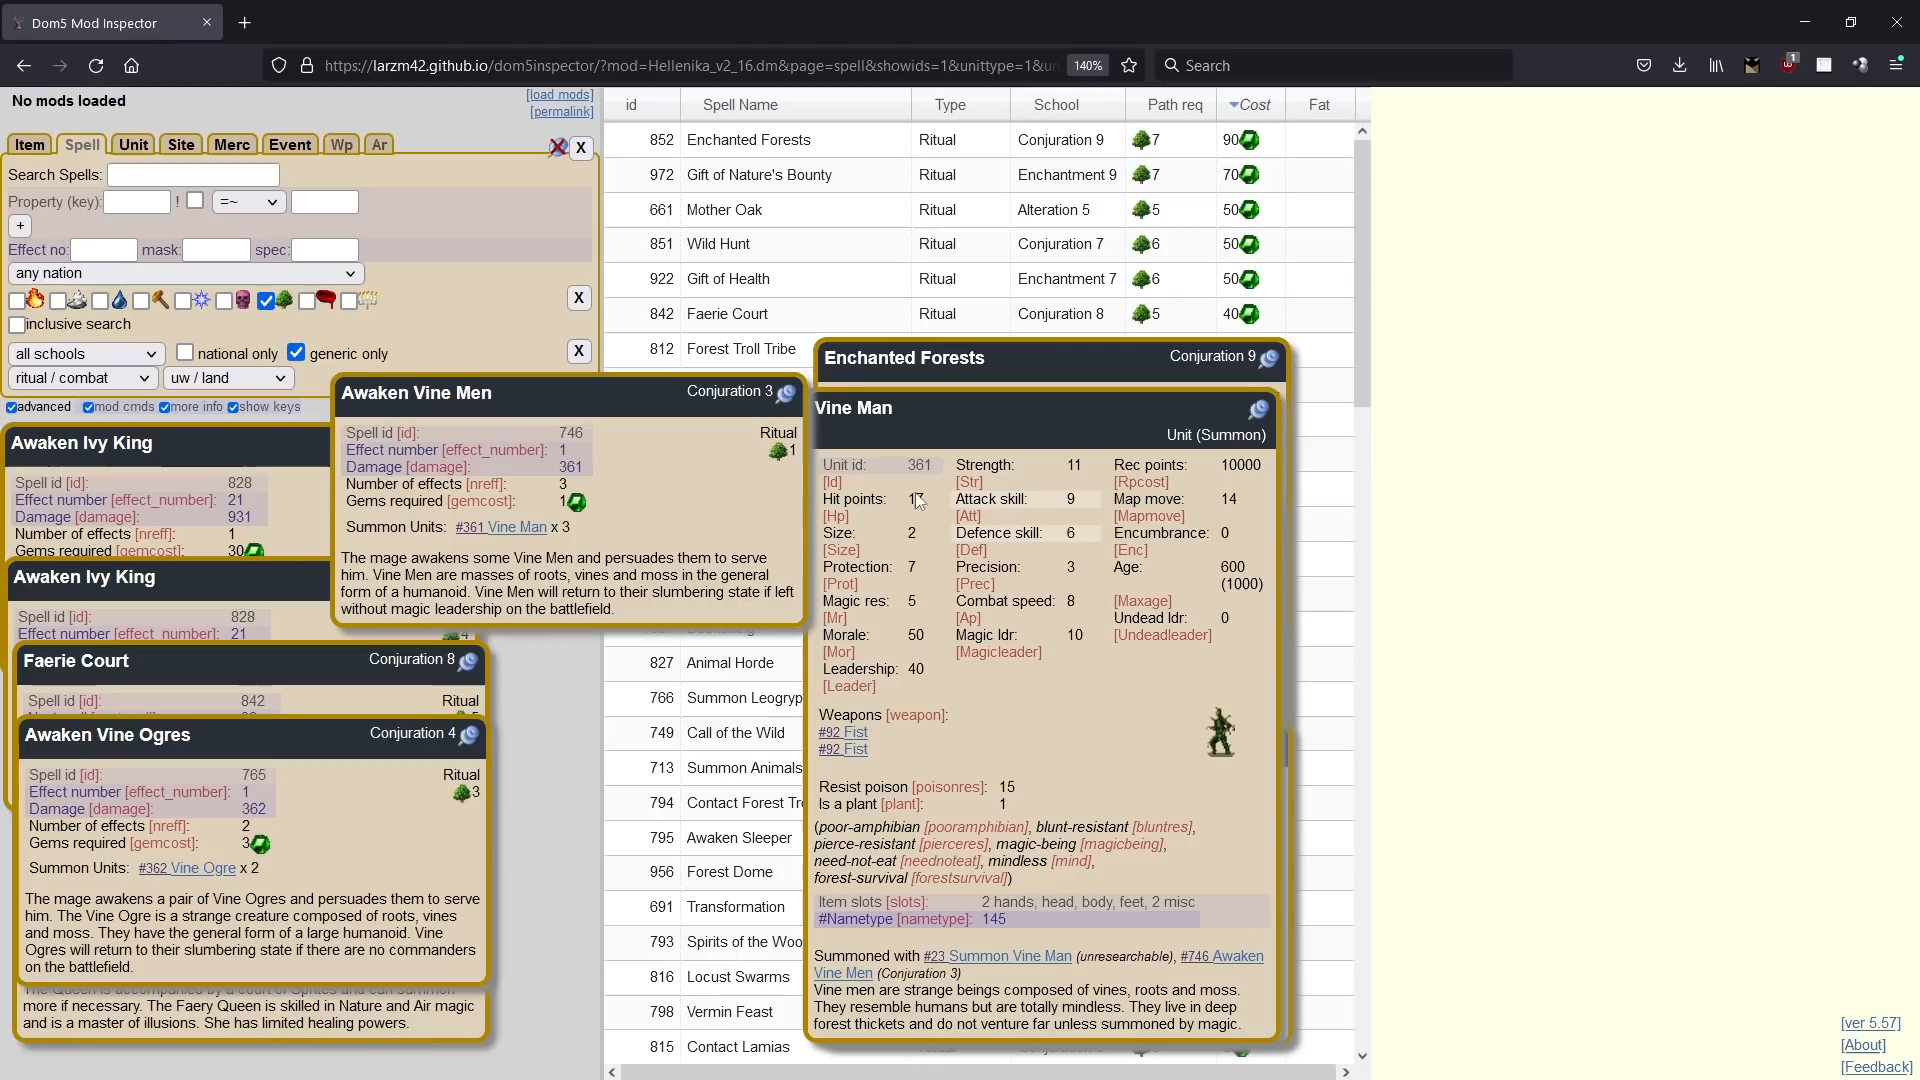 Dom5 Mod Inspector
https://larzm42.github.io/dom5inspector/?mod=Hellenika_v2_16.dm&page=spell&showids=1&unittype=1&un
140%
Search
1
No mods loaded
[load mods]
[permalink]
Item
Spell
Unit
Site
Merc
Event
Wp
Ar
X
Search Spells:
Property (key):
!
=~
+
Effect no:
mask:
spec:
any nation
X
inclusive search
all schools
national only
generic only
X
ritual / combat
uw / land
advanced
mod cmds
more info
show keys
id
Spell Name
Type
School
Path req
Cost
Fat
852 Enchanted Forests Ritual Conjuration 9 7 90
972 Gift of Nature's Bounty Ritual Enchantment 9 7 70
661 Mother Oak Ritual Alteration 5 5 50
851 Wild Hunt Ritual Conjuration 7 6 50
922 Gift of Health Ritual Enchantment 7 6 50
842 Faerie Court Ritual Conjuration 8 5 40
812 Forest Troll Tribe
827 Animal Horde
766 Summon Leogryp
749 Call of the Wild
713 Summon Animals
794 Contact Forest Tro
795 Awaken Sleeper
956 Forest Dome
691 Transformation
793 Spirits of the Woo
816 Locust Swarms
798 Vermin Feast
815 Contact Lamias
Awaken Ivy King
Spell id [id]: 828
Effect number [effect_number]: 21
Damage [damage]: 931
Number of effects [nreff]: 1
Gems required [gemcost]: 30
Awaken Ivy King
Spell id [id]: 828
Effect number [effect_number]: 21
4
Faerie Court
Conjuration 8
Spell id [id]: 842
Ritual
Awaken Vine Ogres
Conjuration 4
Spell id [id]: 765
Ritual
Effect number [effect_number]: 1
3
Damage [damage]: 362
Number of effects [nreff]: 2
Gems required [gemcost]: 3
Summon Units: #362 Vine Ogre x 2
The mage awakens a pair of Vine Ogres and persuades them to serve
him. The Vine Ogre is a strange creature composed of roots, vines
and moss. They have the general form of a large humanoid. Vine
Ogres will return to their slumbering state if there are no commanders
on the battlefield.
The Queen is accompanied by a court of Sprites and can summon
more if necessary. The Faery Queen is skilled in Nature and Air magic
and is a master of illusions. She has limited healing powers.
Awaken Vine Men
Conjuration 3
Spell id [id]: 746
Ritual
Effect number [effect_number]: 1
1
Damage [damage]: 361
Number of effects [nreff]: 3
Gems required [gemcost]: 1
Summon Units: #361 Vine Man x 3
The mage awakens some Vine Men and persuades them to serve
him. Vine Men are masses of roots, vines and moss in the general
form of a humanoid. Vine Men will return to their slumbering state if left
without magic leadership on the battlefield.
Enchanted Forests
Conjuration 9
Vine Man
Unit (Summon)
Unit id: 361 Strength: 11 Rec points: 10000
[Id] [Str] [Rpcost]
Hit points: Attack skill: 9 Map move: 14
[Hp] [Att] [Mapmove]
Size: 2 Defence skill: 6 Encumbrance: 0
[Size] [Def] [Enc]
Protection: 7 Precision: 3 Age: 600
[Prot] [Prec] (1000)
Magic res: 5 Combat speed: 8 [Maxage]
[Mr] [Ap] Undead ldr: 0
Morale: 50 Magic ldr: 10 [Undeadleader]
[Mor] [Magicleader]
Leadership: 40
[Leader]
Weapons [weapon]:
#92 Fist
#92 Fist
Resist poison [poisonres]: 15
Is a plant [plant]: 1
(poor-amphibian [pooramphibian], blunt-resistant [bluntres],
pierce-resistant [pierceres], magic-being [magicbeing],
need-not-eat [neednoteat], mindless [mind],
forest-survival [forestsurvival])
Item slots [slots]: 2 hands, head, body, feet, 2 misc
#Nametype [nametype]: 145
Summoned with #23 Summon Vine Man (unresearchable), #746 Awaken
Vine Men (Conjuration 3)
Vine men are strange beings composed of vines, roots and moss.
They resemble humans but are totally mindless. They live in deep
forest thickets and do not venture far unless summoned by magic.
[ver 5.57]
[About]
[Feedback]